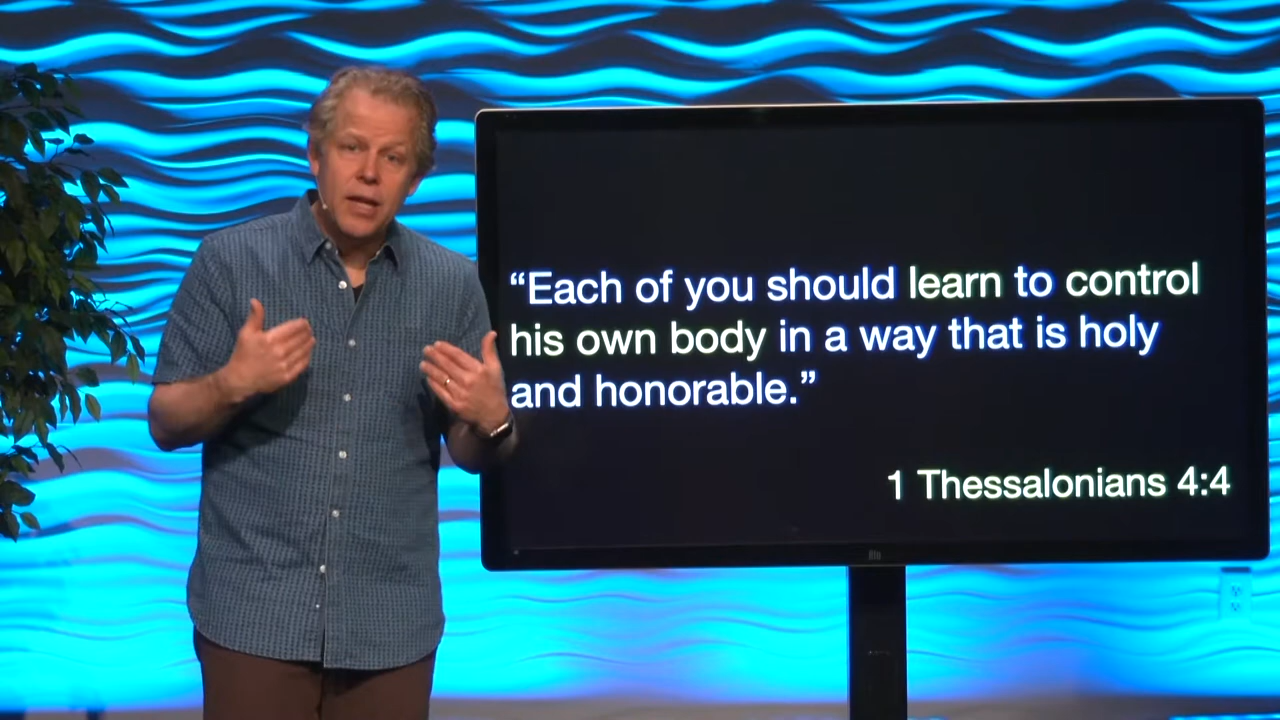 “Each of you should learn to control
his own body in a way that is holy
and honorable.”
1 Thessalonians 4:4
elo